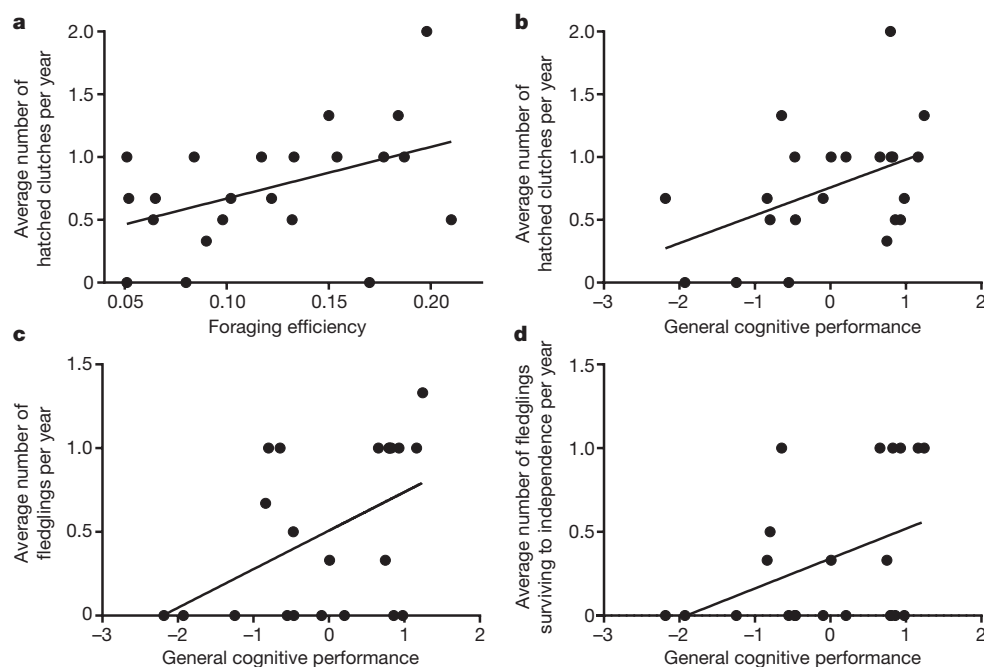 a
2.0
1.5
1.0
0.5
0
0.05 0.10 0.15 0.20
Foraging efficiency
Average number of
hatched clutches per year
b
2.0
1.5
1.0
0.5
0
−3 −2 −1 0 1 2
General cognitive performance
Average number of
hatched clutches per year
c
1.5
1.0
0.5
0
−3 −2 −1 0 1 2
General cognitive performance
Average number of
fledglings per year
d
1.5
1.0
0.5
0
−3 −2 −1 0 1 2
General cognitive performance
Average number of fledglings
surviving to independence per year